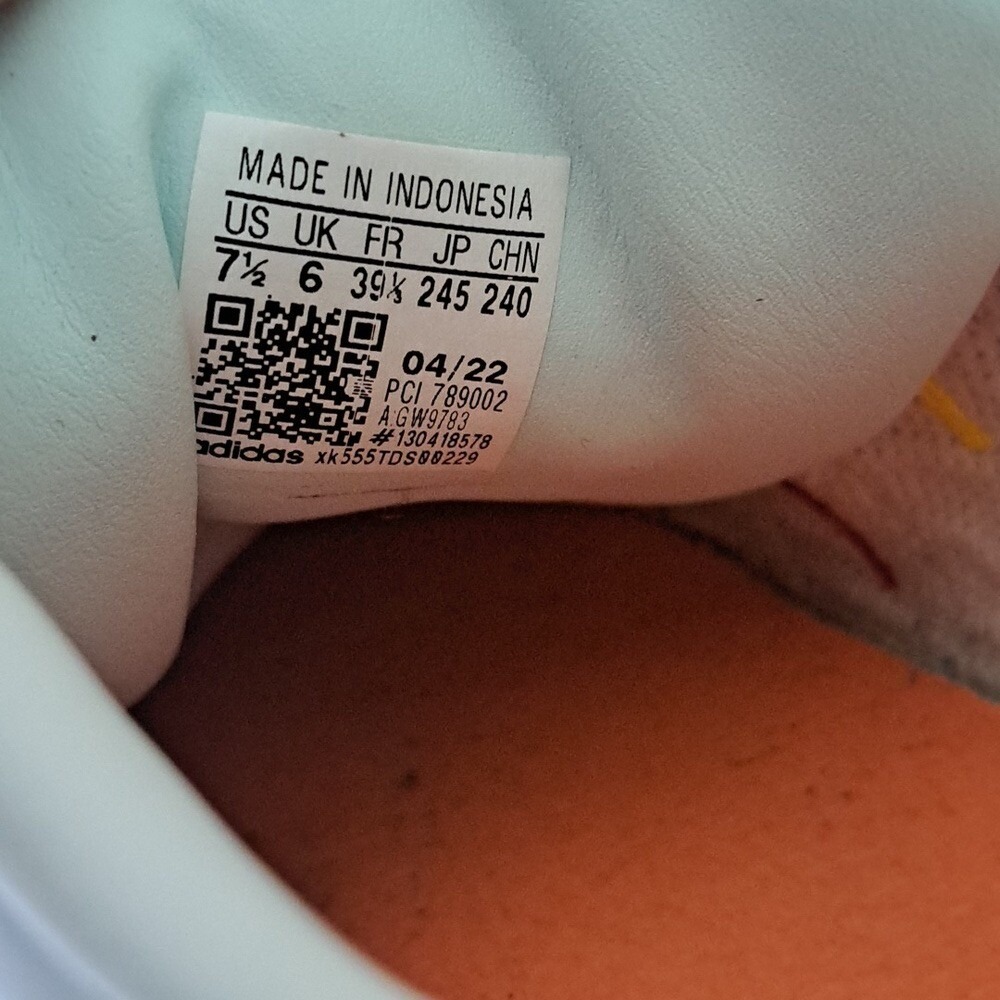 MADE IN INDONESIA
US UK FR JP CHN
7½ 6 39⅓ 245 240
04/22
PCI 789002
A:GW9783
#130418578
adidas xk555TDS00229